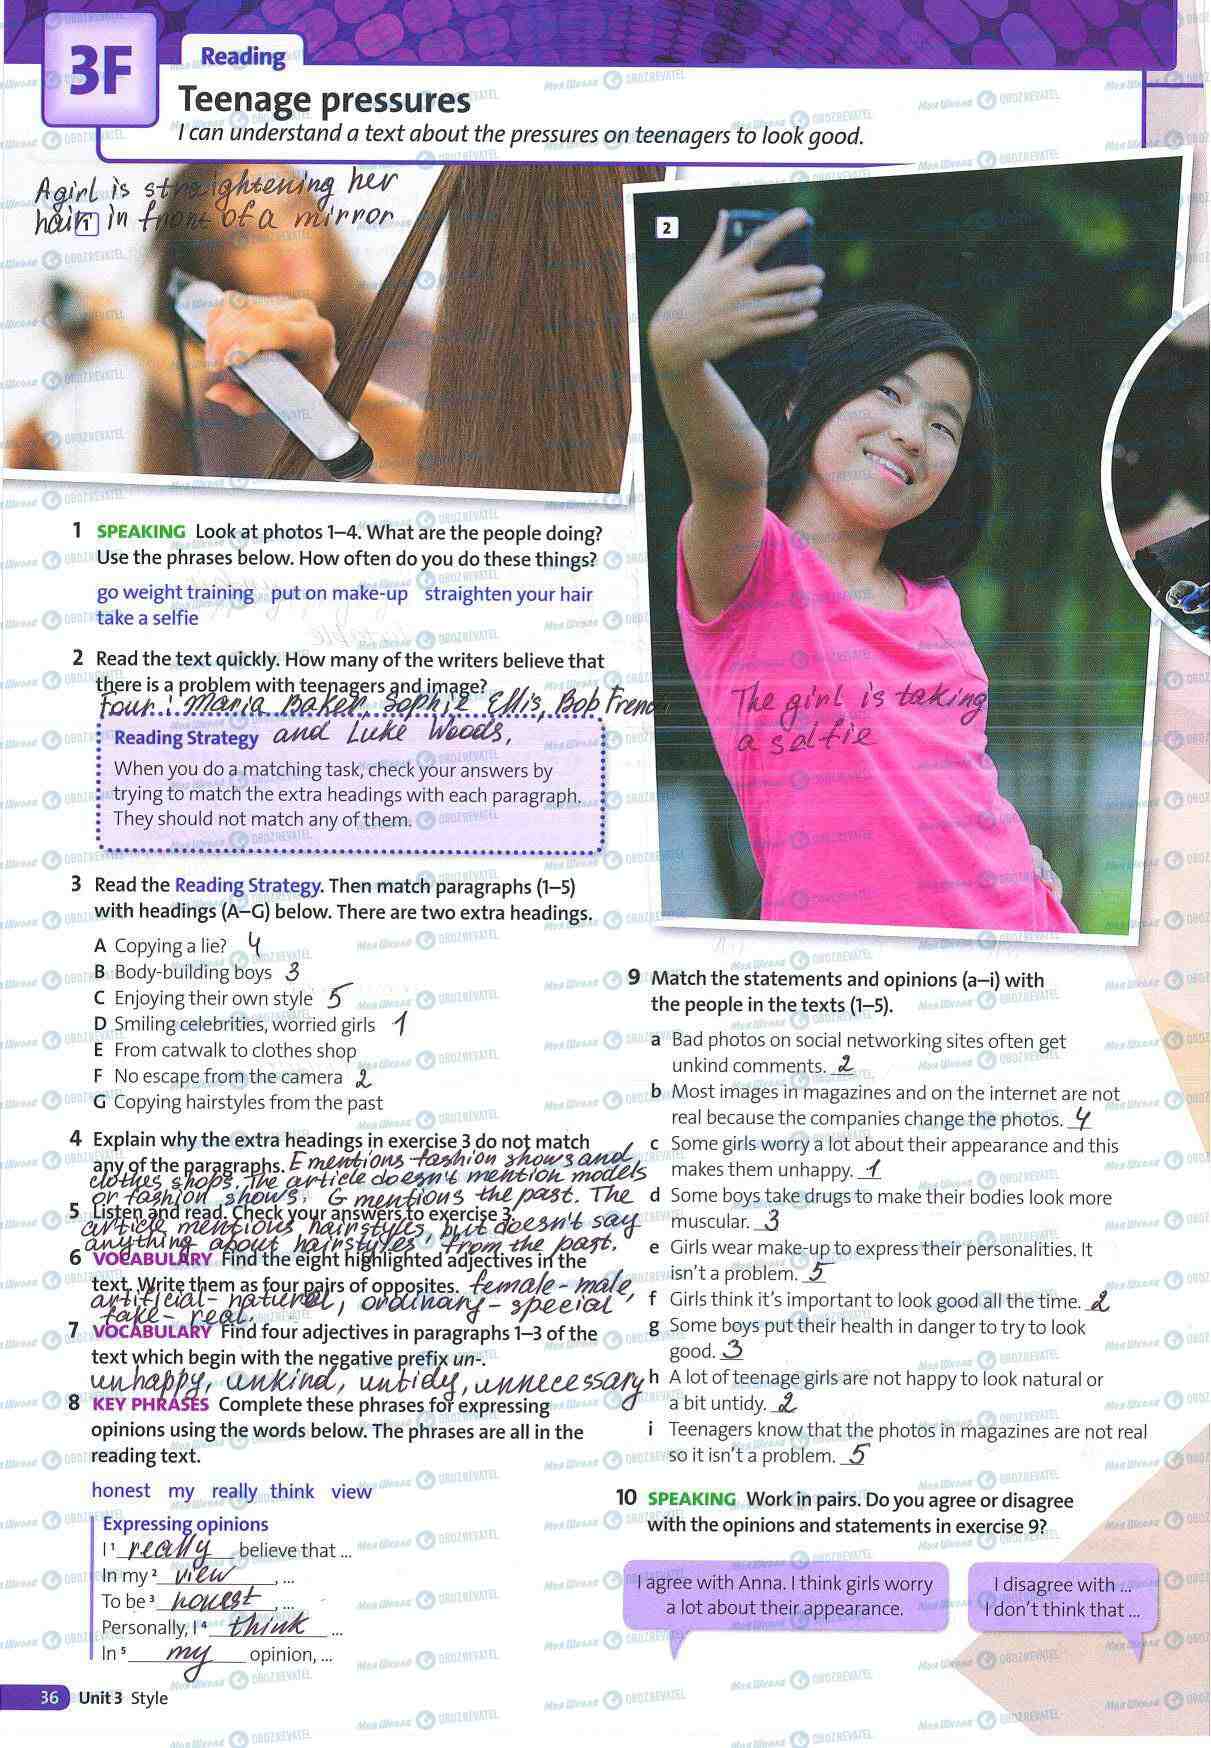 3F
Reading
Teenage pressures
I can understand a text about the pressures on teenagers to look good.
A girl is straightening her
hair in front of a mirror
1
2
1 SPEAKING Look at photos 1–4. What are the people doing?
Use the phrases below. How often do you do these things?
go weight training put on make-up straighten your hair
take a selfie
2 Read the text quickly. How many of the writers believe that
there is a problem with teenagers and image?
Four: Maria Baker, Sophie Ellis, Bob French
and Luke Woods.
Reading Strategy
When you do a matching task, check your answers by
trying to match the extra headings with each paragraph.
They should not match any of them.
The girl is taking
a salfie
3 Read the Reading Strategy. Then match paragraphs (1–5)
with headings (A–G) below. There are two extra headings.
A Copying a lie? 4
B Body-building boys 3
C Enjoying their own style 5
D Smiling celebrities, worried girls 1
E From catwalk to clothes shop
F No escape from the camera 2
G Copying hairstyles from the past
4 Explain why the extra headings in exercise 3 do not match
any of the paragraphs. E mentions fashion shows and
clothes shops. The article doesn't mention models
or fashion shows. G mentions the past. The
5 Listen and read. Check your answers to exercise 3.
article mentions hairstyles, but doesn't say
anything about hairstyles from the past.
6 VOCABULARY Find the eight highlighted adjectives in the
text. Write them as four pairs of opposites. female - male,
artificial - natural, ordinary - special
fake - real.
7 VOCABULARY Find four adjectives in paragraphs 1–3 of the
text which begin with the negative prefix un-.
unhappy, unkind, untidy, unnecessary
8 KEY PHRASES Complete these phrases for expressing
opinions using the words below. The phrases are all in the
reading text.
honest my really think view
Expressing opinions
I ¹ really believe that ...
In my ² view, ...
To be ³ honest, ...
Personally, I ⁴ think ...
In ⁵ my opinion, ...
9 Match the statements and opinions (a–i) with
the people in the texts (1–5).
a Bad photos on social networking sites often get
unkind comments. 2
b Most images in magazines and on the internet are not
real because the companies change the photos. 4
c Some girls worry a lot about their appearance and this
makes them unhappy. 1
d Some boys take drugs to make their bodies look more
muscular. 3
e Girls wear make-up to express their personalities. It
isn't a problem. 5
f Girls think it's important to look good all the time. 2
g Some boys put their health in danger to try to look
good. 3
h A lot of teenage girls are not happy to look natural or
a bit untidy. 2
i Teenagers know that the photos in magazines are not real
so it isn't a problem. 5
10 SPEAKING Work in pairs. Do you agree or disagree
with the opinions and statements in exercise 9?
I agree with Anna. I think girls worry
a lot about their appearance.
I disagree with ...
I don't think that ...
36 Unit 3 Style